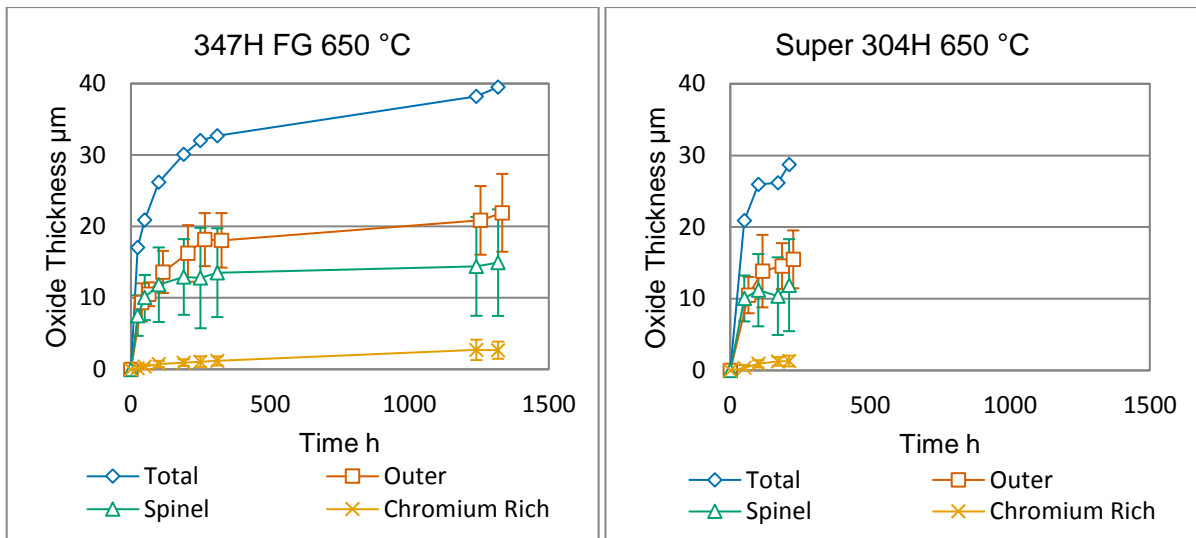 347H FG 650 °C
Oxide Thickness µm
40
30
20
10
0
0 500 1000 1500
Time h
Total Outer
Spinel Chromium Rich
Super 304H 650 °C
Oxide Thickness µm
40
30
20
10
0
0 500 1000 1500
Time h
Total Outer
Spinel Chromium Rich